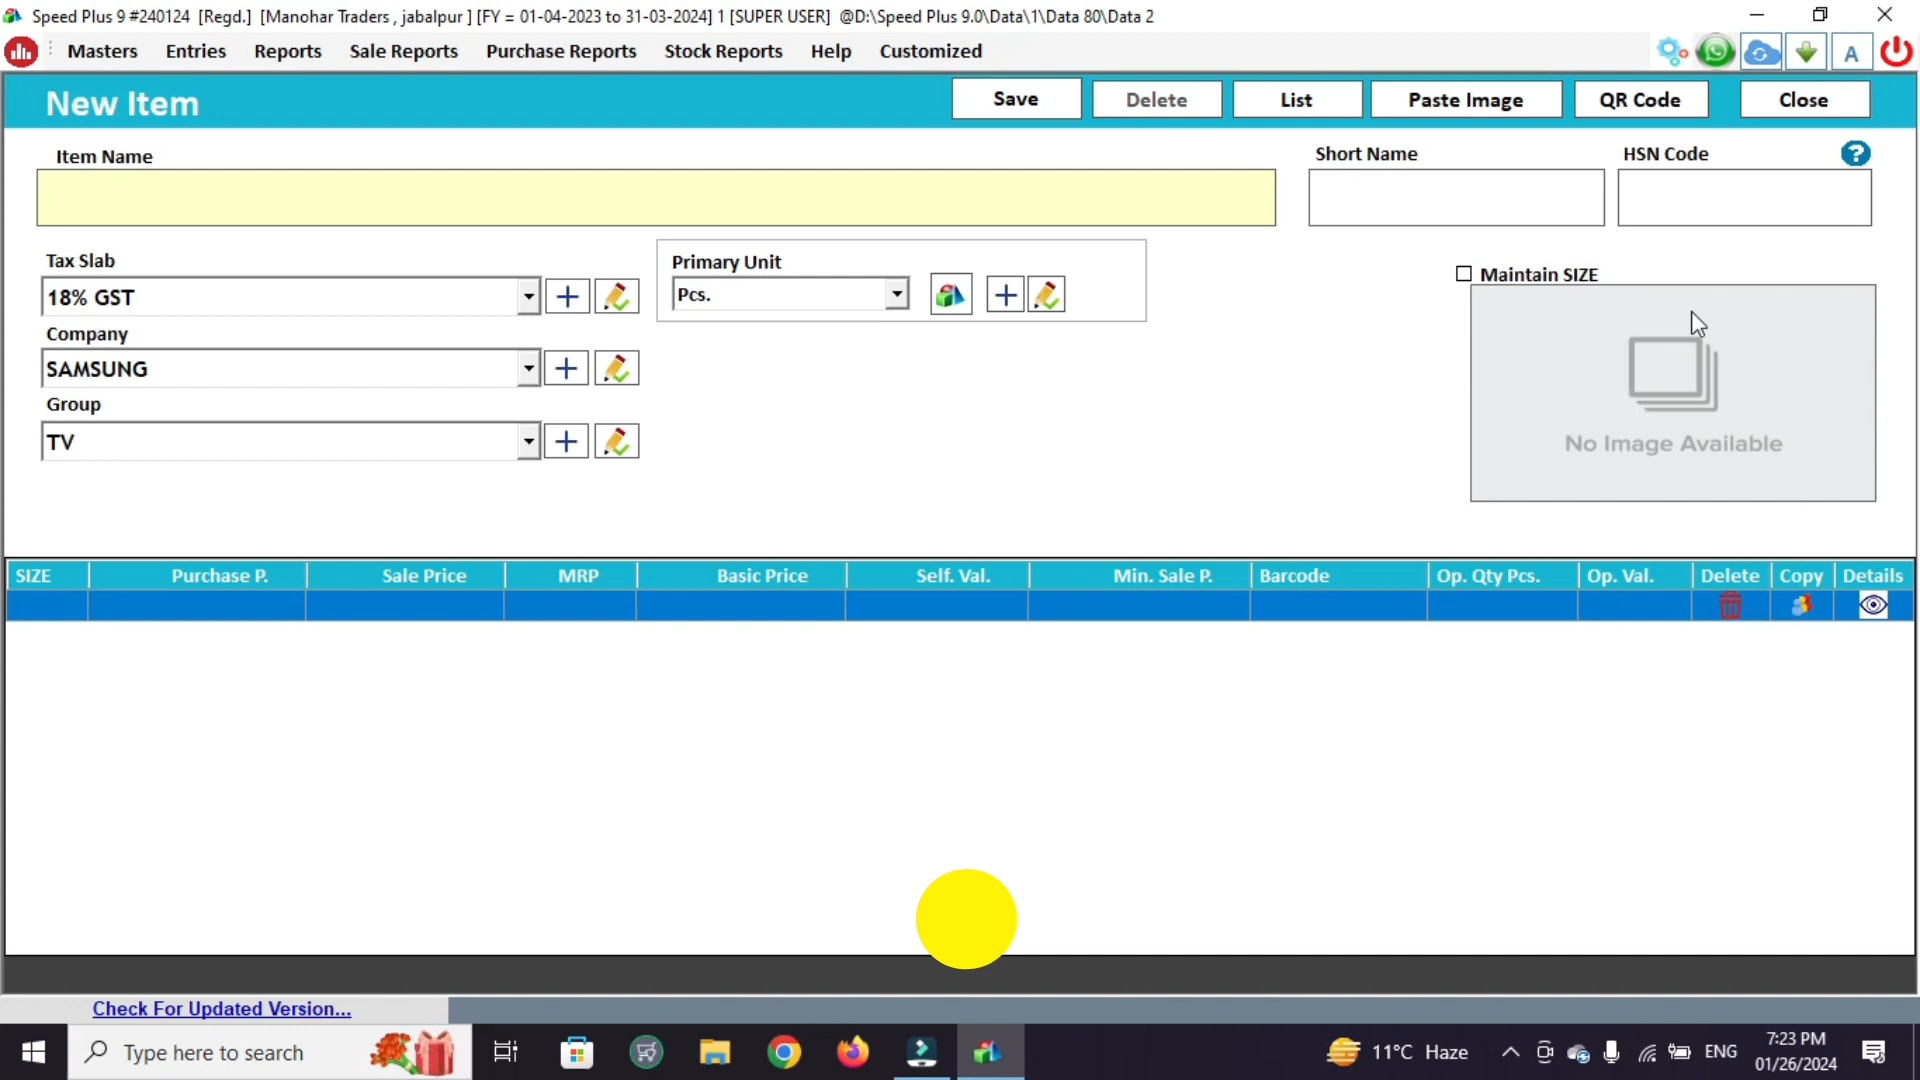 Speed Plus 9 #240124 [Regd.] [Manohar Traders , jabalpur ] [FY = 01-04-2023 to 31-03-2024] 1 [SUPER USER] @D:\Speed Plus 9.0\Data\1\Data 80\Data 2
Masters Entries Reports Sale Reports Purchase Reports Stock Reports Help Customized A
New Item Save Delete List Paste Image QR Code Close
Item Name Short Name HSN Code ?
Tax Slab Primary Unit
Maintain SIZE
18% GST Pcs.
Company
SAMSUNG
Group
TV
No Image Available
SIZE Purchase P. Sale Price MRP Basic Price Self. Val. Min. Sale P. Barcode Op. Qty Pcs. Op. Val. Delete Copy Details
Check For Updated Version...
Type here to search 11°C Haze ENG 7:23 PM
01/26/2024